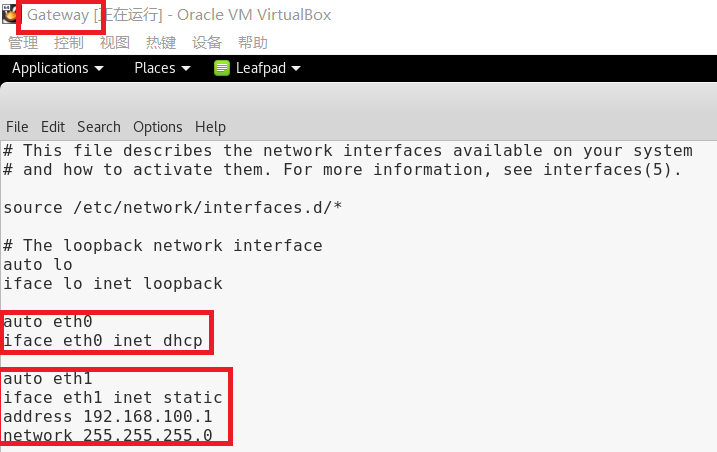 Gateway [正在运行] - Oracle VM VirtualBox
管理 控制 视图 热键 设备 帮助
Applications Places Leafpad
File Edit Search Options Help
# This file describes the network interfaces available on your system
# and how to activate them. For more information, see interfaces(5).
source /etc/network/interfaces.d/*
# The loopback network interface
auto lo
iface lo inet loopback
auto eth0
iface eth0 inet dhcp
auto eth1
iface eth1 inet static
address 192.168.100.1
network 255.255.255.0